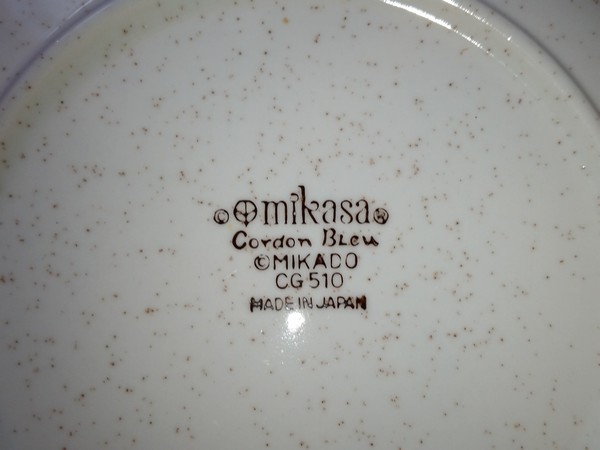 © mikasa ®
Cordon Bleu
© MIKADO
CG 510
MADE IN JAPAN